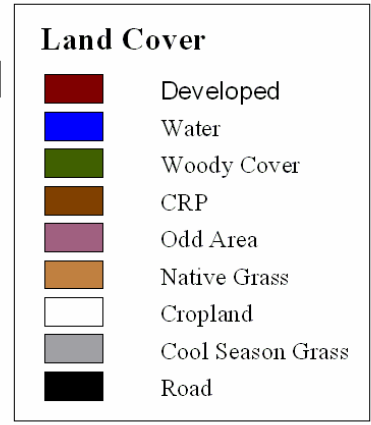 Land Cover
Developed
Water
Woody Cover
CRP
Odd Area
Native Grass
Cropland
Cool Season Grass
Road